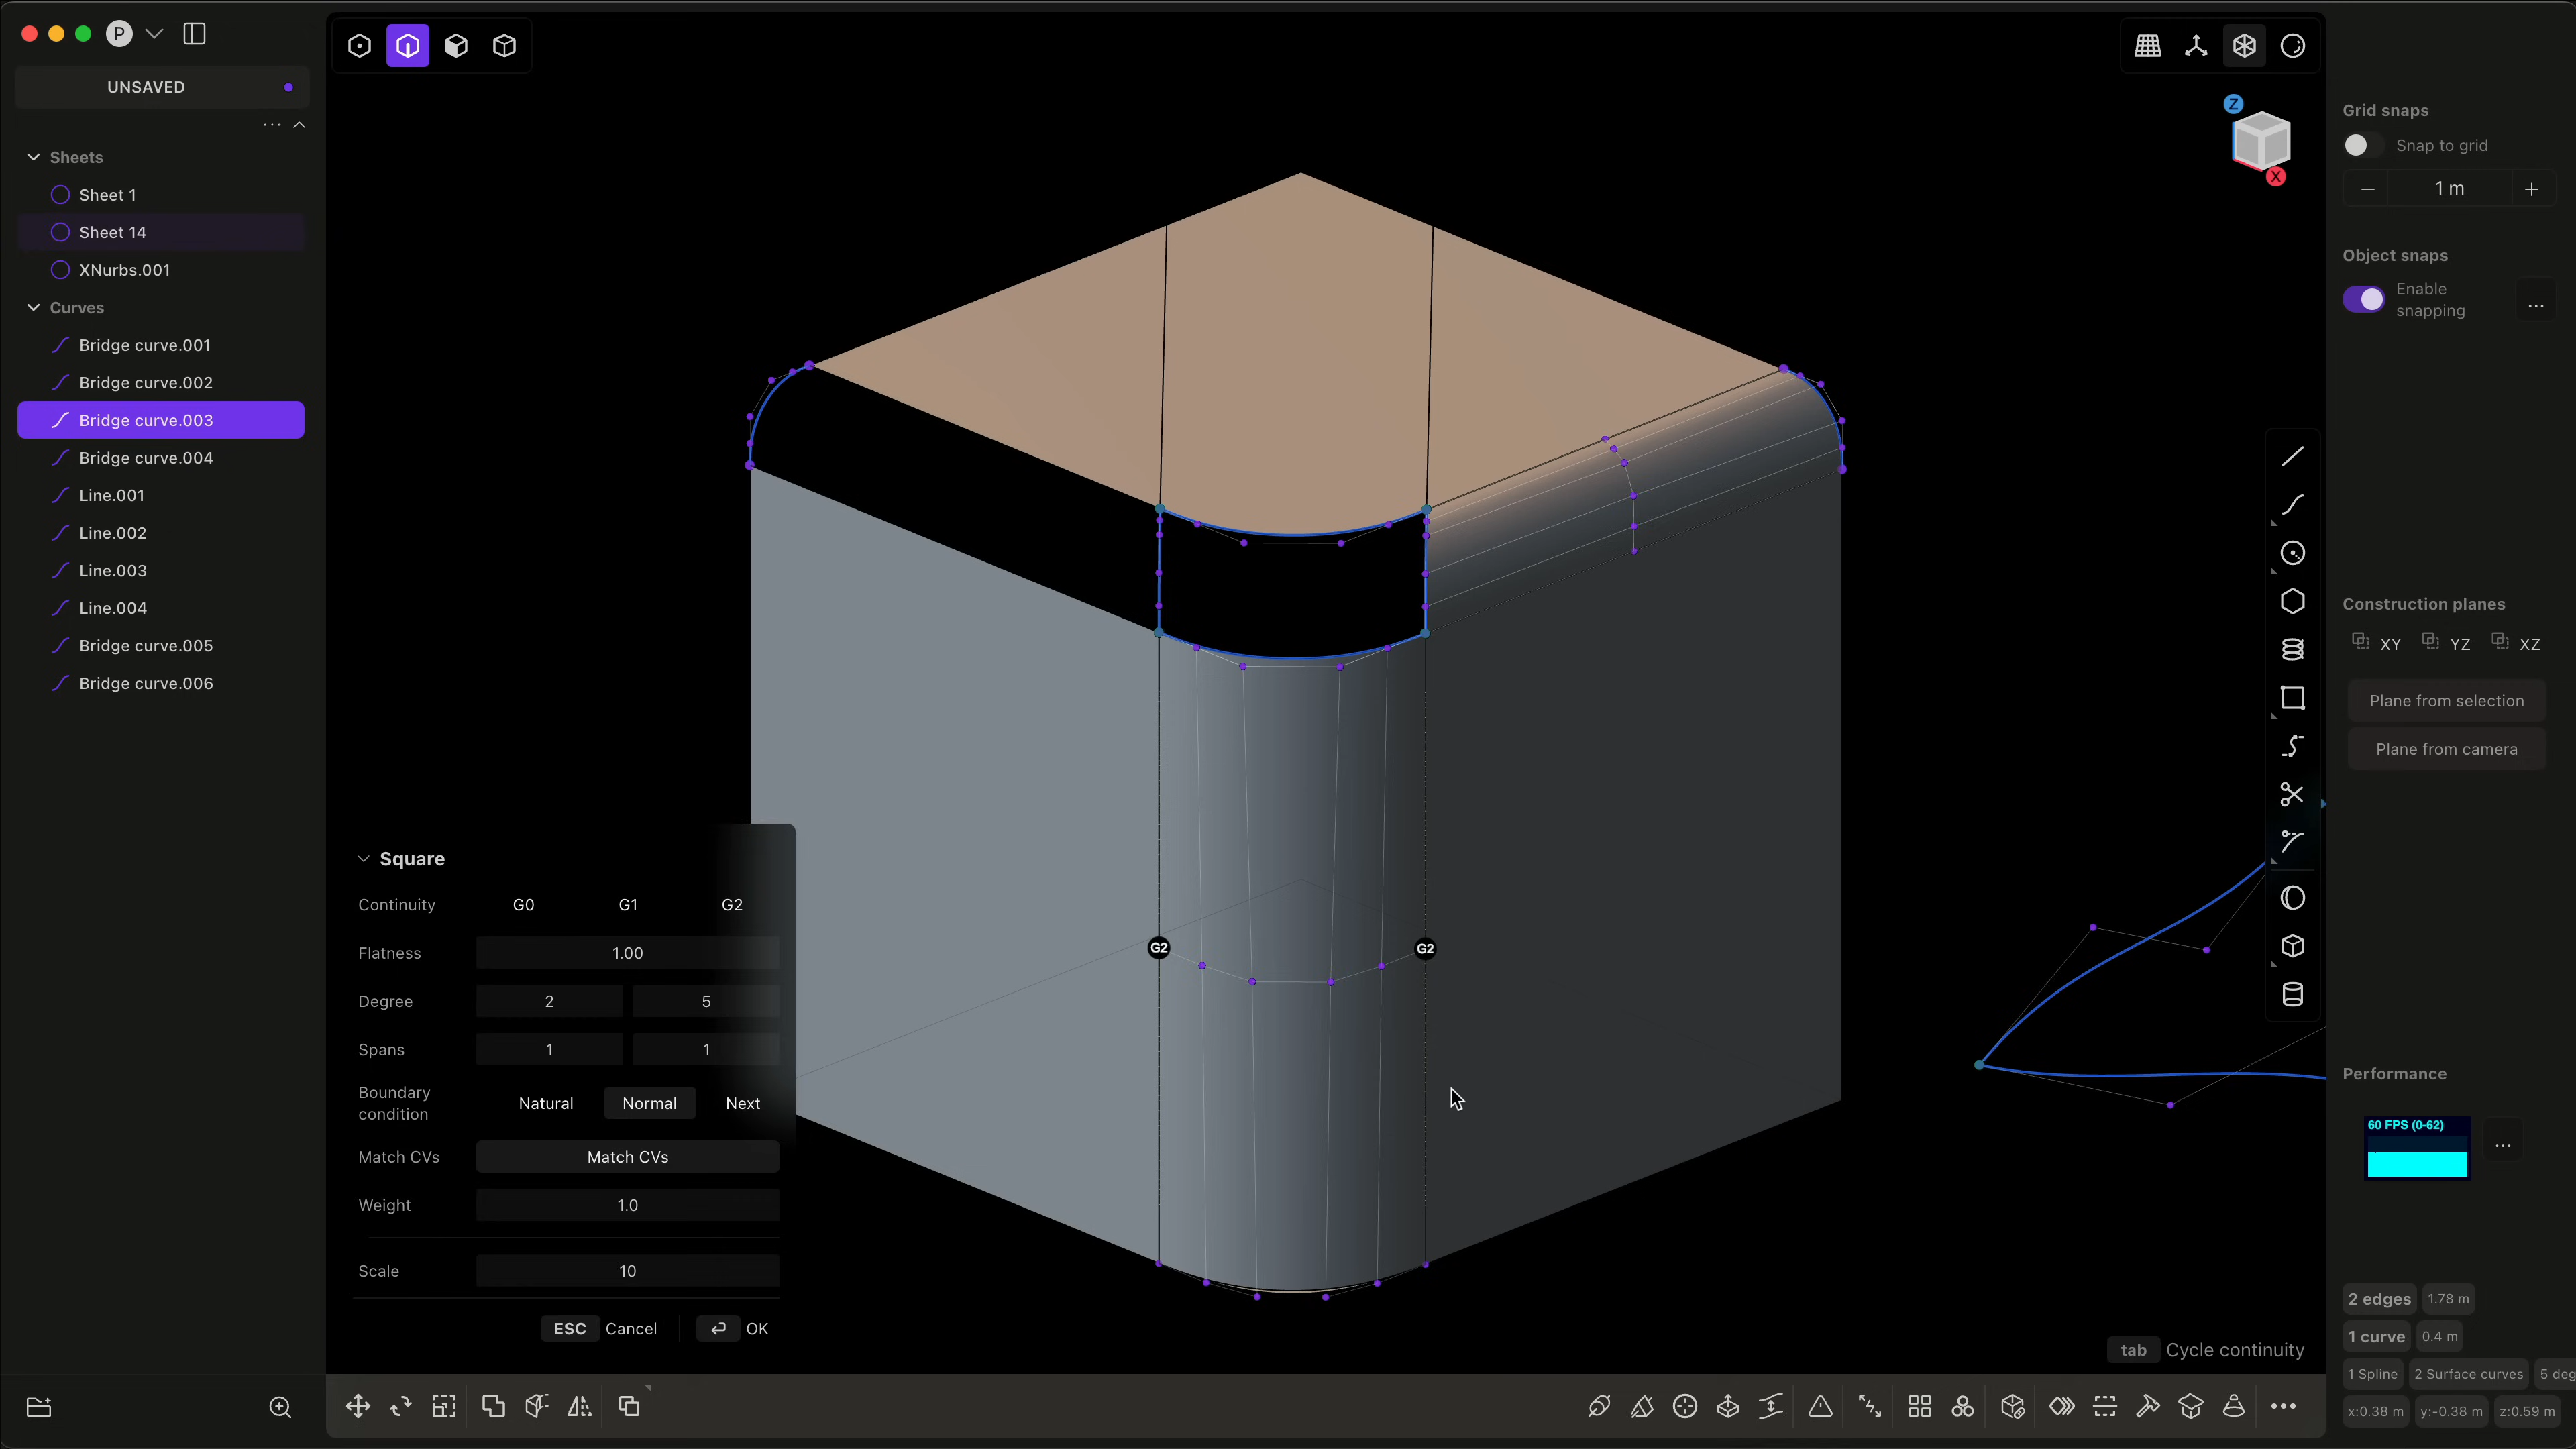 P
UNSAVED
Sheets
Sheet 1
Sheet 14
XNurbs.001
Curves
Bridge curve.001
Bridge curve.002
Bridge curve.003
Bridge curve.004
Line.001
Line.002
Line.003
Line.004
Bridge curve.005
Bridge curve.006
Z
X
G2 G2
Square
Continuity G0 G1 G2
Flatness 1.00
Degree 2 5
Spans 1 1
Boundary condition Natural Normal Next
Match CVs Match CVs
Weight 1.0
Scale 10
ESC Cancel OK
tab Cycle continuity
Grid snaps
Snap to grid
1 m
Object snaps
Enable
snapping
Construction planes
XY YZ XZ
Plane from selection
Plane from camera
Performance
60 FPS (0-62)
2 edges 1.78 m
1 curve 0.4 m
1 Spline 2 Surface curves 5 deg
x:0.38 m y:-0.38 m z:0.59 m